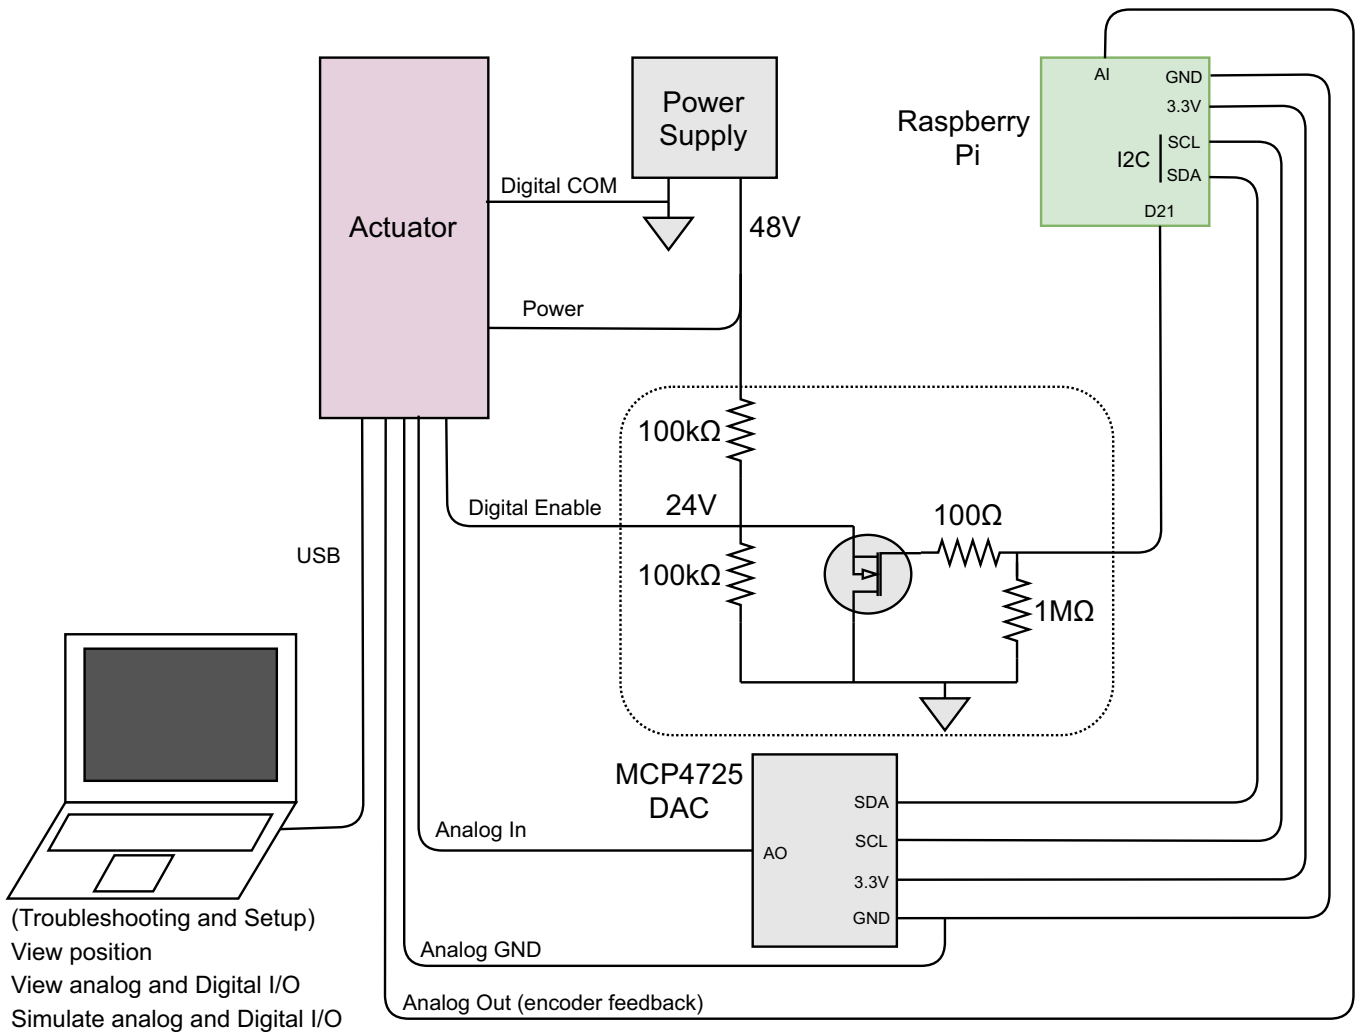 AI
GND
3.3V
SCL
I2C
SDA
D21
Raspberry
Pi
Power
Supply
Digital COM
Actuator
48V
Power
100kΩ
24V
Digital Enable
100Ω
100kΩ
1MΩ
USB
MCP4725
DAC
SDA
SCL
AO
3.3V
GND
Analog In
Analog GND
Analog Out (encoder feedback)
(Troubleshooting and Setup)
View position
View analog and Digital I/O
Simulate analog and Digital I/O